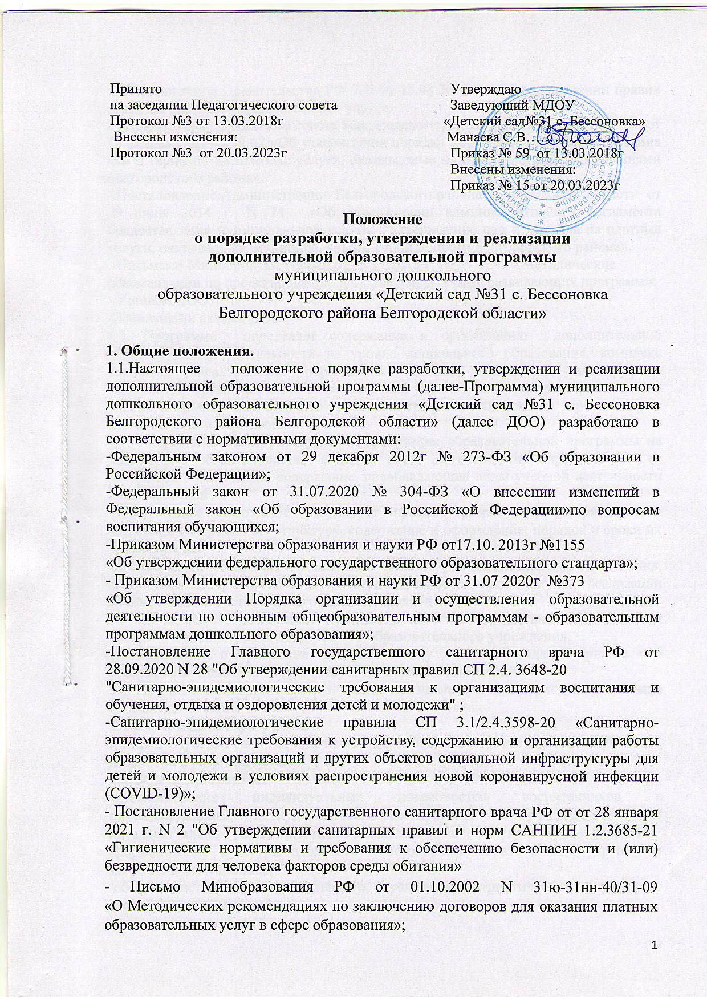 Принято
на заседании Педагогического совета
Протокол №3 от 13.03.2018г
Внесены изменения:
Протокол №3 от 20.03.2023г
Утверждаю
Заведующий МДОУ
«Детский сад№31 с. Бессоновка»
Манаева С.В.
Приказ № 59 от 13.03.2018г
Внесены изменения:
Приказ № 15 от 20.03.2023г
Положение
о порядке разработки, утверждении и реализации
дополнительной образовательной программы
муниципального дошкольного
образовательного учреждения «Детский сад №31 с. Бессоновка
Белгородского района Белгородской области»
1. Общие положения.
1.1.Настоящее положение о порядке разработки, утверждении и реализации
дополнительной образовательной программы (далее-Программа) муниципального
дошкольного образовательного учреждения «Детский сад №31 с. Бессоновка
Белгородского района Белгородской области» (далее ДОО) разработано в
соответствии с нормативными документами:
-Федеральным законом от 29 декабря 2012г № 273-ФЗ «Об образовании в
Российской Федерации»;
-Федеральный закон от 31.07.2020 № 304-ФЗ «О внесении изменений в
Федеральный закон «Об образовании в Российской Федерации»по вопросам
воспитания обучающихся;
-Приказом Министерства образования и науки РФ от17.10. 2013г №1155
«Об утверждении федерального государственного образовательного стандарта»;
- Приказом Министерства образования и науки РФ от 31.07 2020г №373
«Об утверждении Порядка организации и осуществления образовательной
деятельности по основным общеобразовательным программам - образовательным
программам дошкольного образования»;
-Постановление Главного государственного санитарного врача РФ от
28.09.2020 N 28 "Об утверждении санитарных правил СП 2.4. 3648-20
"Санитарно-эпидемиологические требования к организациям воспитания и
обучения, отдыха и оздоровления детей и молодежи" ;
-Санитарно-эпидемиологические правила СП 3.1/2.4.3598-20 «Санитарно-
эпидемиологические требования к устройству, содержанию и организации работы
образовательных организаций и других объектов социальной инфраструктуры для
детей и молодежи в условиях распространения новой коронавирусной инфекции
(COVID-19)»;
- Постановление Главного государственного санитарного врача РФ от от 28 января
2021 г. N 2 "Об утверждении санитарных правил и норм САНПИН 1.2.3685-21
«Гигиенические нормативы и требования к обеспечению безопасности и (или)
безвредности для человека факторов среды обитания»
- Письмо Минобразования РФ от 01.10.2002 N 31ю-31нн-40/31-09
«О Методических рекомендациях по заключению договоров для оказания платных
образовательных услуг в сфере образования»;
1